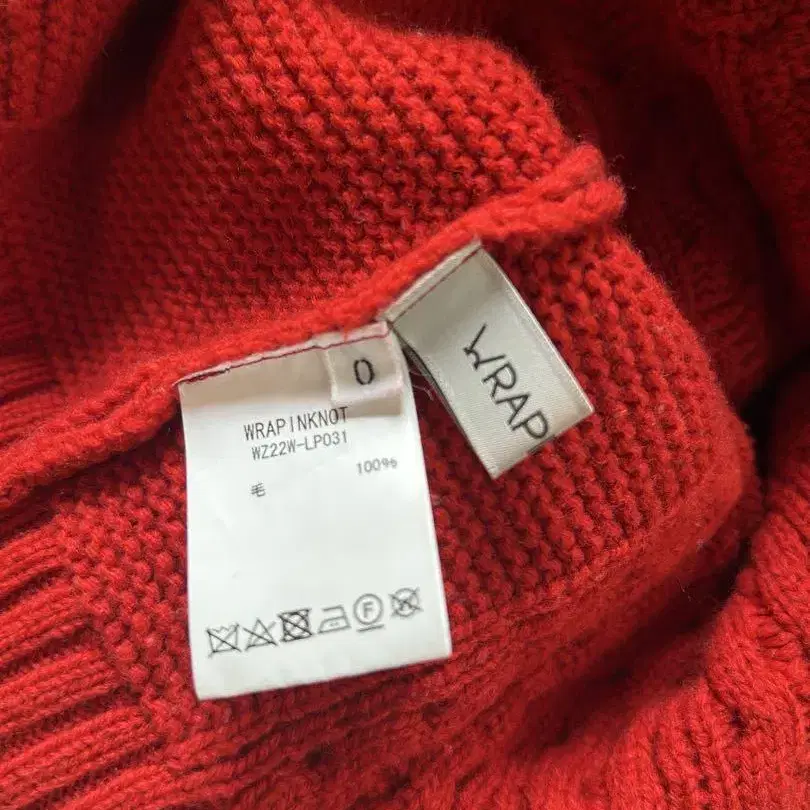 0
WRAPINKNOT
WZ22W-LP031
毛 100%
F
WRAP